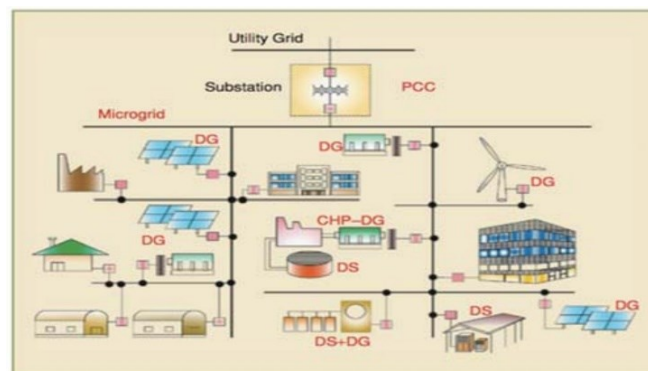 Utility Grid
Substation
PCC
Microgrid
DG
DG
DG
CHP–DG
DG
DS
DS
DG
DS+DG